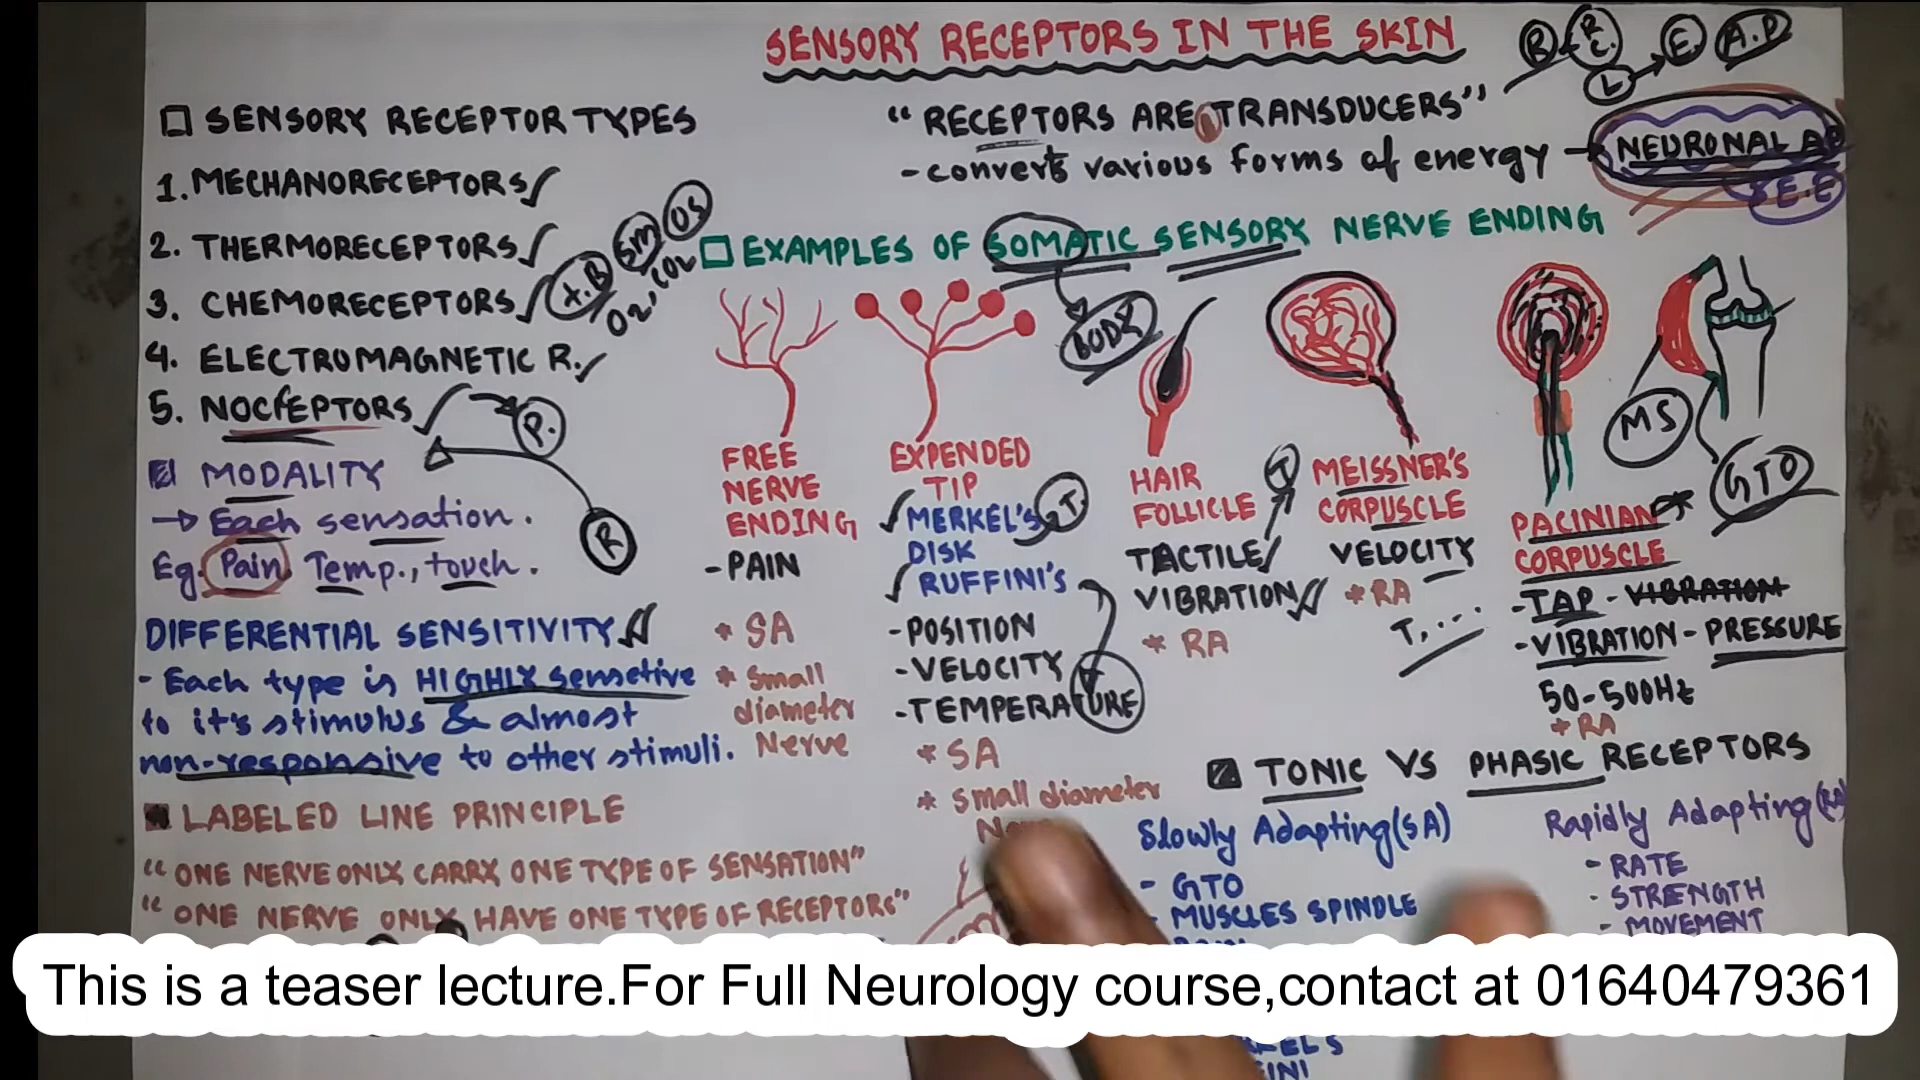 SENSORY RECEPTORS IN THE SKIN
B R C. L E. A.P
SENSORY RECEPTOR TYPES
1. MECHANORECEPTORS
2. THERMORECEPTORS
3. CHEMORECEPTORS
T.B SM OS
O2, CO2
4. ELECTROMAGNETIC R.
5. NOCIEPTORS
P.
R
MODALITY
→ Each sensation.
Eg. Pain, Temp., touch.
DIFFERENTIAL SENSITIVITY
- Each type is HIGHLY sensetive
to it's stimulus & almost
non-responsive to other stimuli.
LABELED LINE PRINCIPLE
"ONE NERVE ONLY CARRY ONE TYPE OF SENSATION"
"ONE NERVE ONLY HAVE ONE TYPE OF RECEPTORS"
"RECEPTORS ARE TRANSDUCERS"
- converts various forms of energy → NEURONAL AP
E.E
EXAMPLES OF SOMATIC SENSORY NERVE ENDING
BODY
MS
GTO
FREE
NERVE
ENDING
- PAIN
* SA
* Small
diameter
Nerve
EXPENDED
TIP
MERKEL'S T.
DISK
RUFFINI'S
- POSITION
- VELOCITY
- TEMPERATURE
* SA
* Small diameter
HAIR
FOLLICLE
T
TACTILE
VIBRATION
* RA
MEISSNER'S
CORPUSCLE
VELOCITY
* RA
T, ...
PACINIAN
CORPUSCLE
- TAP - VIBRATION
- VIBRATION - PRESSURE
50-500Hz
* RA
TONIC VS PHASIC RECEPTORS
Slowly Adapting (SA)
- GTO
- MUSCLES SPINDLE
Rapidly Adapting (RA)
- RATE
- STRENGTH
- MOVEMENT
This is a teaser lecture.For Full Neurology course,contact at 01640479361